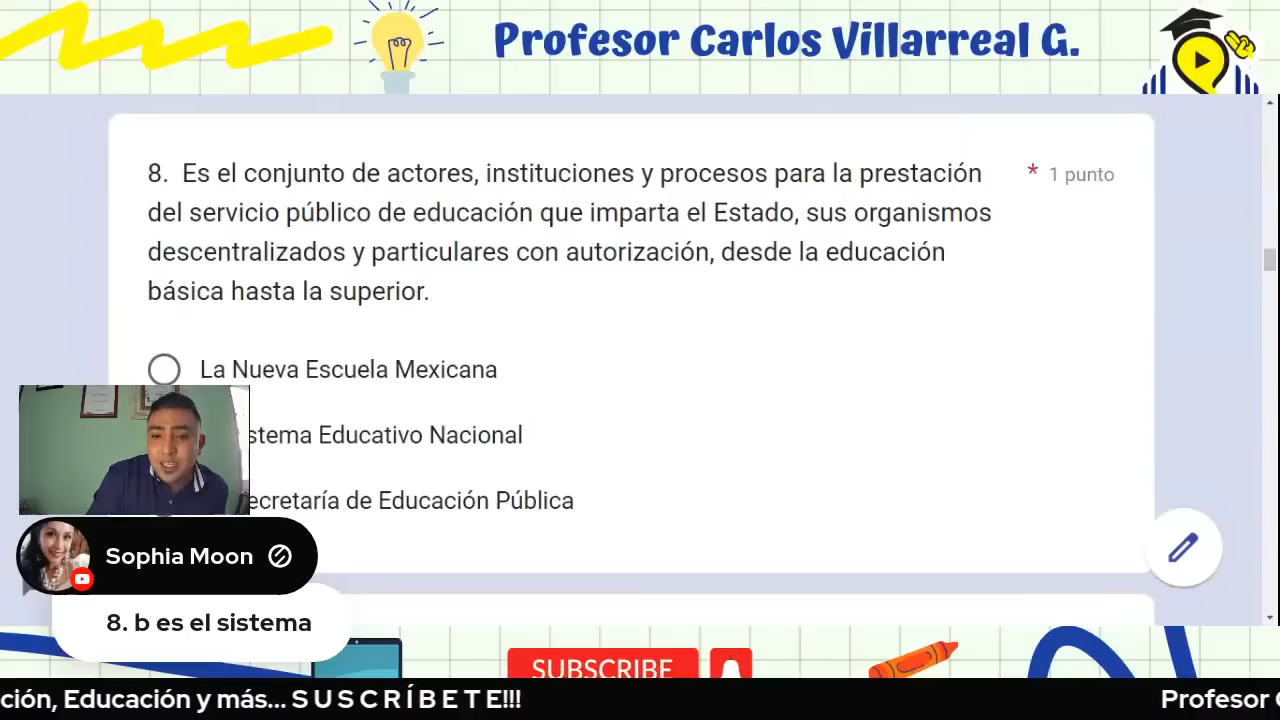 Profesor Carlos Villarreal G.
8. Es el conjunto de actores, instituciones y procesos para la prestación
* 1 punto
del servicio público de educación que imparta el Estado, sus organismos
descentralizados y particulares con autorización, desde la educación
básica hasta la superior.
La Nueva Escuela Mexicana
stema Educativo Nacional
ecretaría de Educación Pública
Sophia Moon
8. b es el sistema
SUBSCRIBE
ción, Educación y más... S U S C R Í B E T E!!!
Profesor